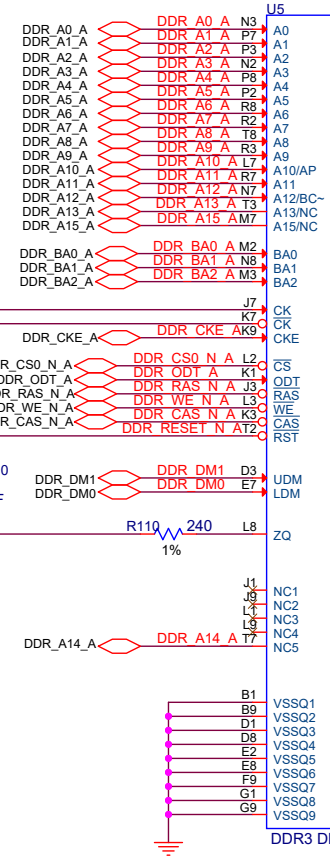 U5
DDR_A0_A DDR_A0_A N3 A0
DDR_A1_A DDR_A1_A P7 A1
DDR_A2_A DDR_A2_A P3 A2
DDR_A3_A DDR_A3_A N2 A3
DDR_A4_A DDR_A4_A P8 A4
DDR_A5_A DDR_A5_A P2 A5
DDR_A6_A DDR_A6_A R8 A6
DDR_A7_A DDR_A7_A R2 A7
DDR_A8_A DDR_A8_A T8 A8
DDR_A9_A DDR_A9_A R3 A9
DDR_A10_A DDR_A10_A L7 A10/AP
DDR_A11_A DDR_A11_A R7 A11
DDR_A12_A DDR_A12_A N7 A12/BC~
DDR_A13_A DDR_A13_A T3 A13/NC
DDR_A15_A DDR_A15_A M7 A15/NC
DDR_BA0_A DDR_BA0_A M2 BA0
DDR_BA1_A DDR_BA1_A N8 BA1
DDR_BA2_A DDR_BA2_A M3 BA2
J7 CK
K7 CK
DDR_CKE_A DDR_CKE_A K9 CKE
R_CS0_N_A DDR_CS0_N_A L2 CS
DDR_ODT_A DDR_ODT_A K1 ODT
R_RAS_N_A DDR_RAS_N_A J3 RAS
DR_WE_N_A DDR_WE_N_A L3 WE
R_CAS_N_A DDR_CAS_N_A K3 CAS
DDR_RESET_N_A T2 RST
0
F
DDR_DM1 DDR_DM1 D3 UDM
DDR_DM0 DDR_DM0 E7 LDM
R110 240 L8 ZQ
1%
J1 NC1
J9 NC2
L1 NC3
L9 NC4
DDR_A14_A DDR_A14_A T7 NC5
B1 VSSQ1
B9 VSSQ2
D1 VSSQ3
D8 VSSQ4
E2 VSSQ5
E8 VSSQ6
F9 VSSQ7
G1 VSSQ8
G9 VSSQ9
DDR3 D